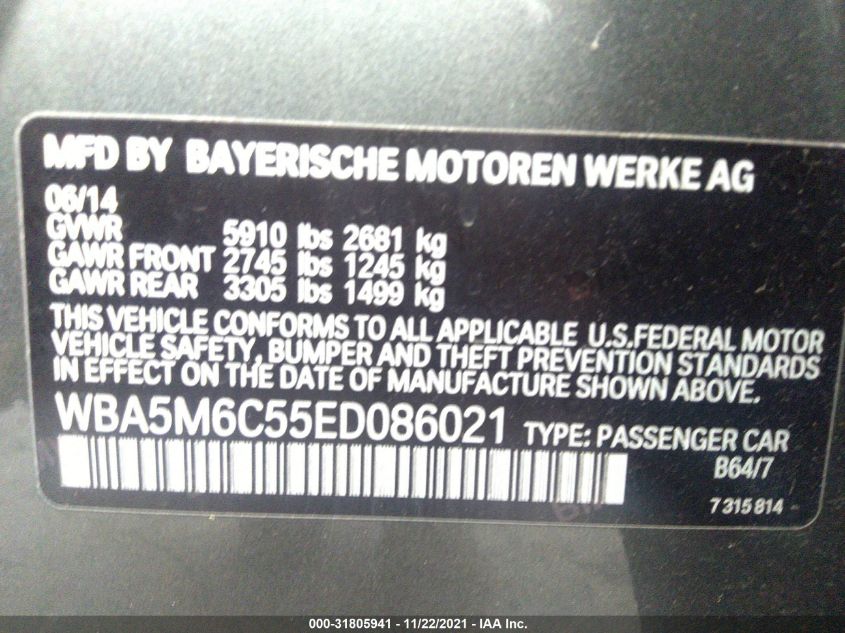 MFD BY BAYERISCHE MOTOREN WERKE AG
06/14
GVWR 5910 lbs 2681 kg
GAWR FRONT 2745 lbs 1245 kg
GAWR REAR 3305 lbs 1499 kg
THIS VEHICLE CONFORMS TO ALL APPLICABLE U.S.FEDERAL MOTOR
VEHICLE SAFETY, BUMPER AND THEFT PREVENTION STANDARDS
IN EFFECT ON THE DATE OF MANUFACTURE SHOWN ABOVE.
WBA5M6C55ED086021 TYPE: PASSENGER CAR
B64/7
7315814
000-31805941 - 11/22/2021 - IAA Inc.